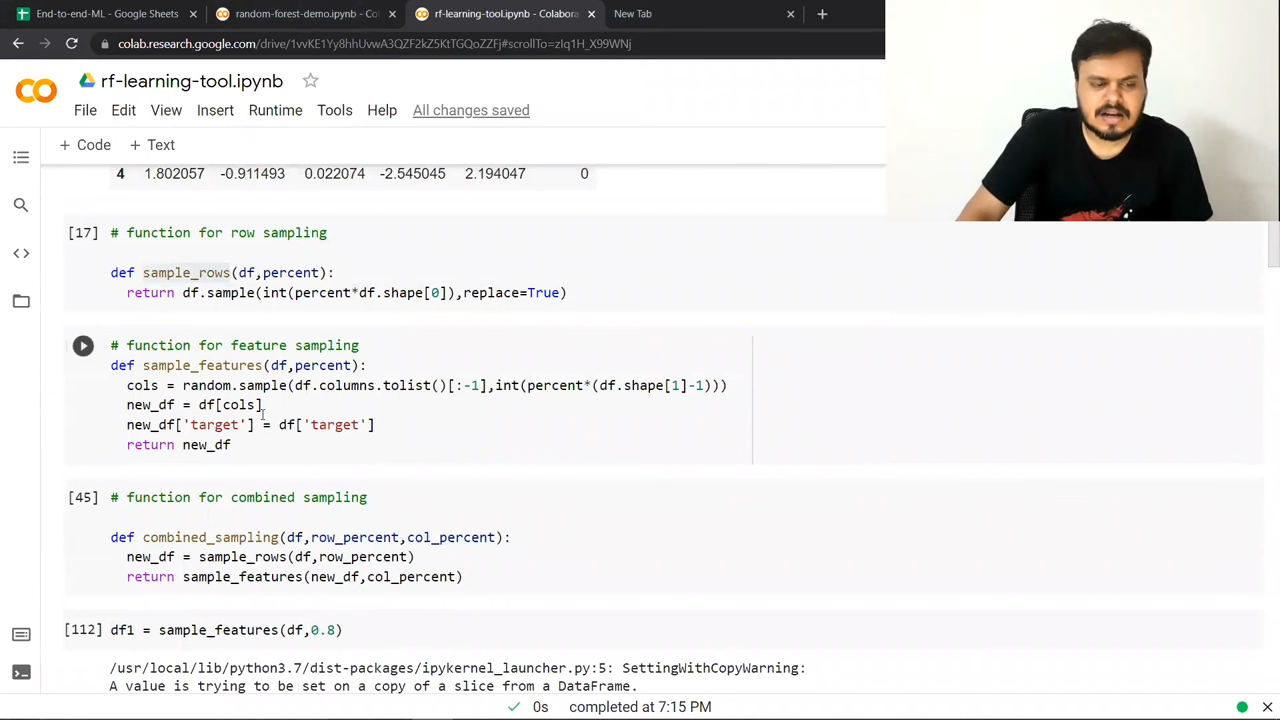 End-to-end-ML - Google Sheets
random-forest-demo.ipynb - Col
rf-learning-tool.ipynb - Colabora
New Tab
colab.research.google.com/drive/1vvKE1Yy8hhUvwA3QZF2kZ5KtTGQoZZFj#scrollTo=zIq1H_X99WNj
rf-learning-tool.ipynb
File Edit View Insert Runtime Tools Help All changes saved
+ Code + Text
4 1.802057 -0.911493 0.022074 -2.545045 2.194047 0
[17] # function for row sampling
def sample_rows(df,percent):
return df.sample(int(percent*df.shape[0]),replace=True)
# function for feature sampling
def sample_features(df,percent):
cols = random.sample(df.columns.tolist()[:-1],int(percent*(df.shape[1]-1)))
new_df = df[cols]
new_df['target'] = df['target']
return new_df
[45] # function for combined sampling
def combined_sampling(df,row_percent,col_percent):
new_df = sample_rows(df,row_percent)
return sample_features(new_df,col_percent)
[112] df1 = sample_features(df,0.8)
/usr/local/lib/python3.7/dist-packages/ipykernel_launcher.py:5: SettingWithCopyWarning:
A value is trying to be set on a copy of a slice from a DataFrame.
0s completed at 7:15 PM